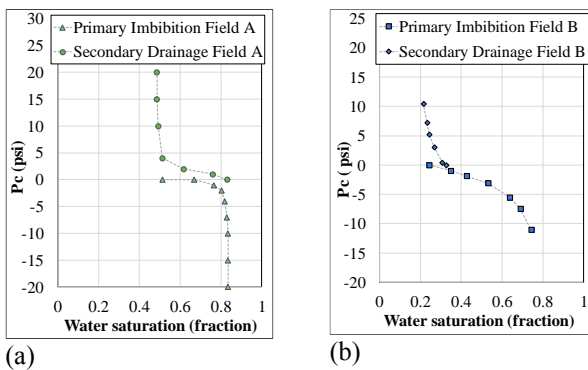 Primary Imbibition Field A
Secondary Drainage Field A
30
25
20
15
10
5
0
-5
-10
-15
-20
Pc (psi)
0 0.2 0.4 0.6 0.8 1
Water saturation (fraction)
(a)
Primary Imbibition Field B
Secondary Drainage Field B
25
20
15
10
5
0
-5
-10
-15
-20
-25
Pc (psi)
0 0.2 0.4 0.6 0.8 1
Water saturation (fraction)
(b)